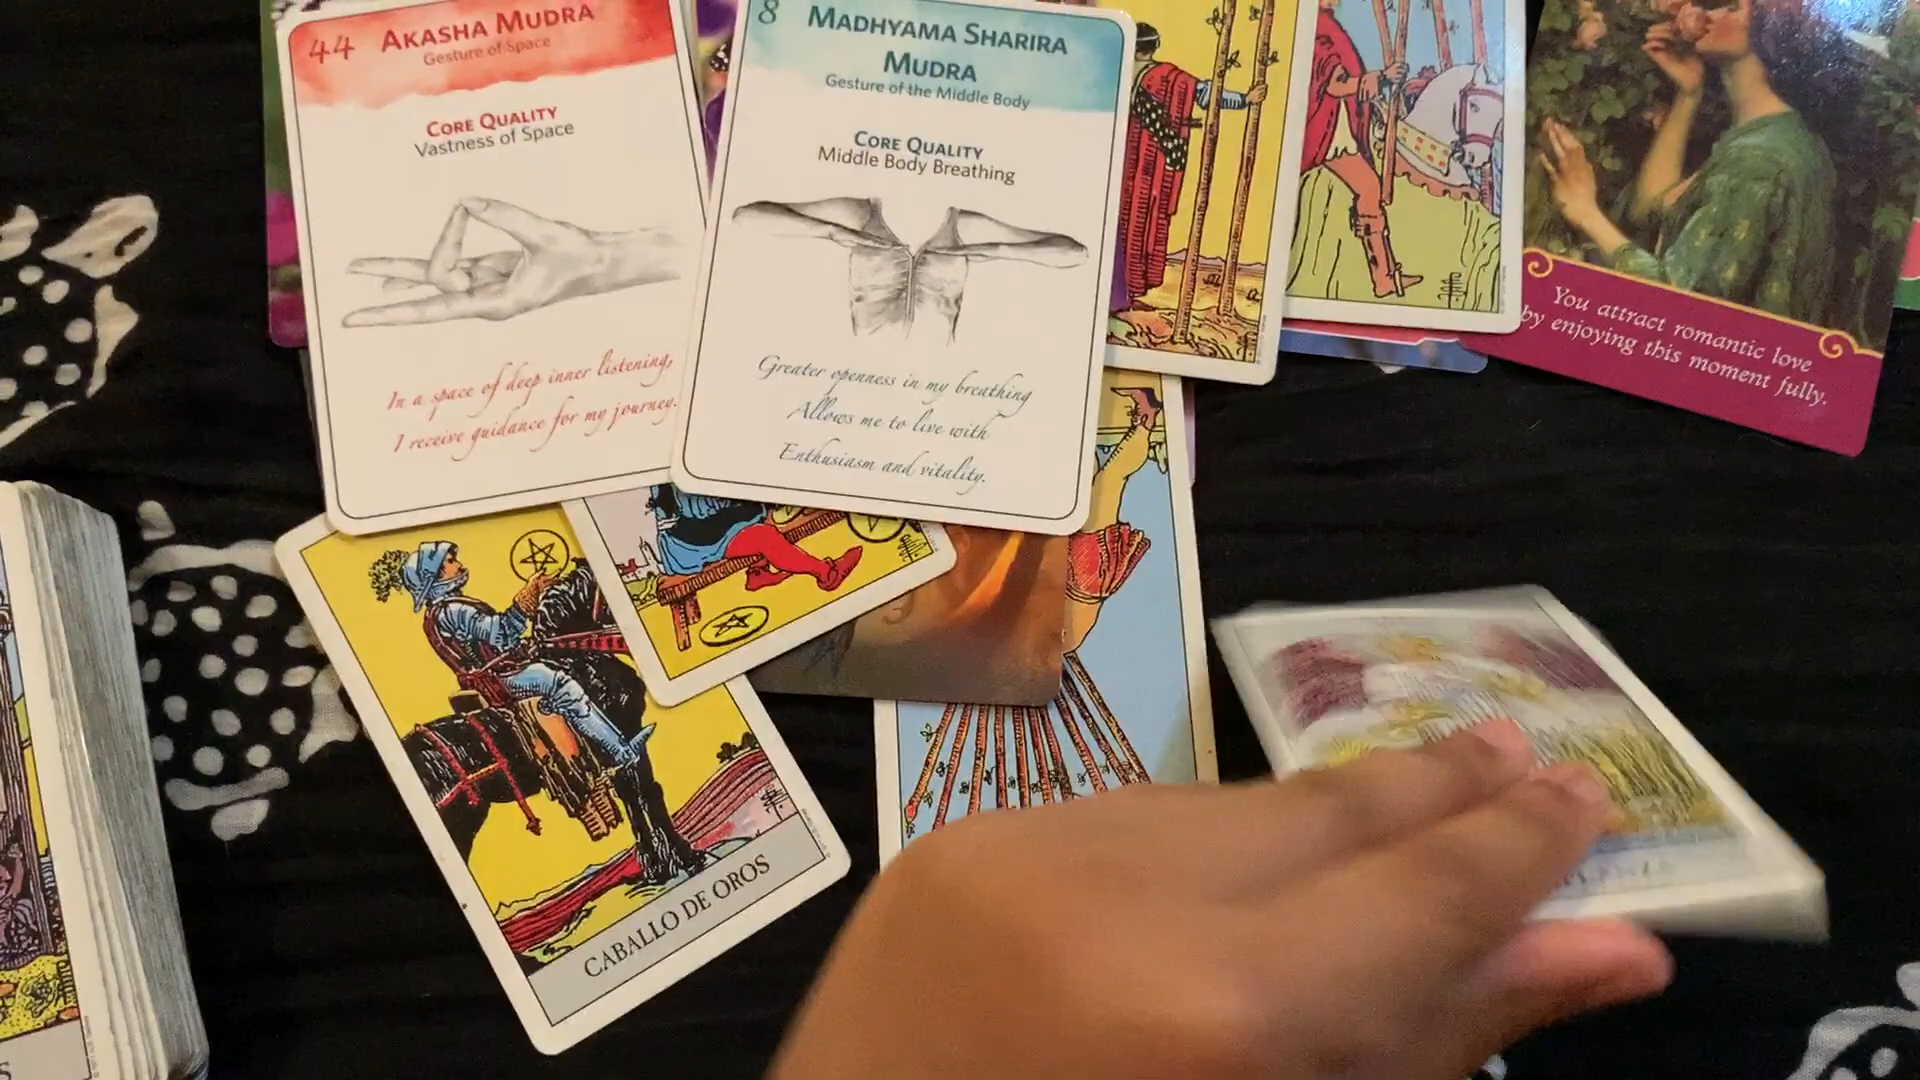 44 AKASHA MUDRA
Gesture of Space
CORE QUALITY
Vastness of Space
In a space of deep inner listening,
I receive guidance for my journey.
8 MADHYAMA SHARIRA
MUDRA
Gesture of the Middle Body
CORE QUALITY
Middle Body Breathing
Greater openness in my breathing
Allows me to live with
Enthusiasm and vitality.
You attract romantic love
by enjoying this moment fully.
CABALLO DE OROS
S